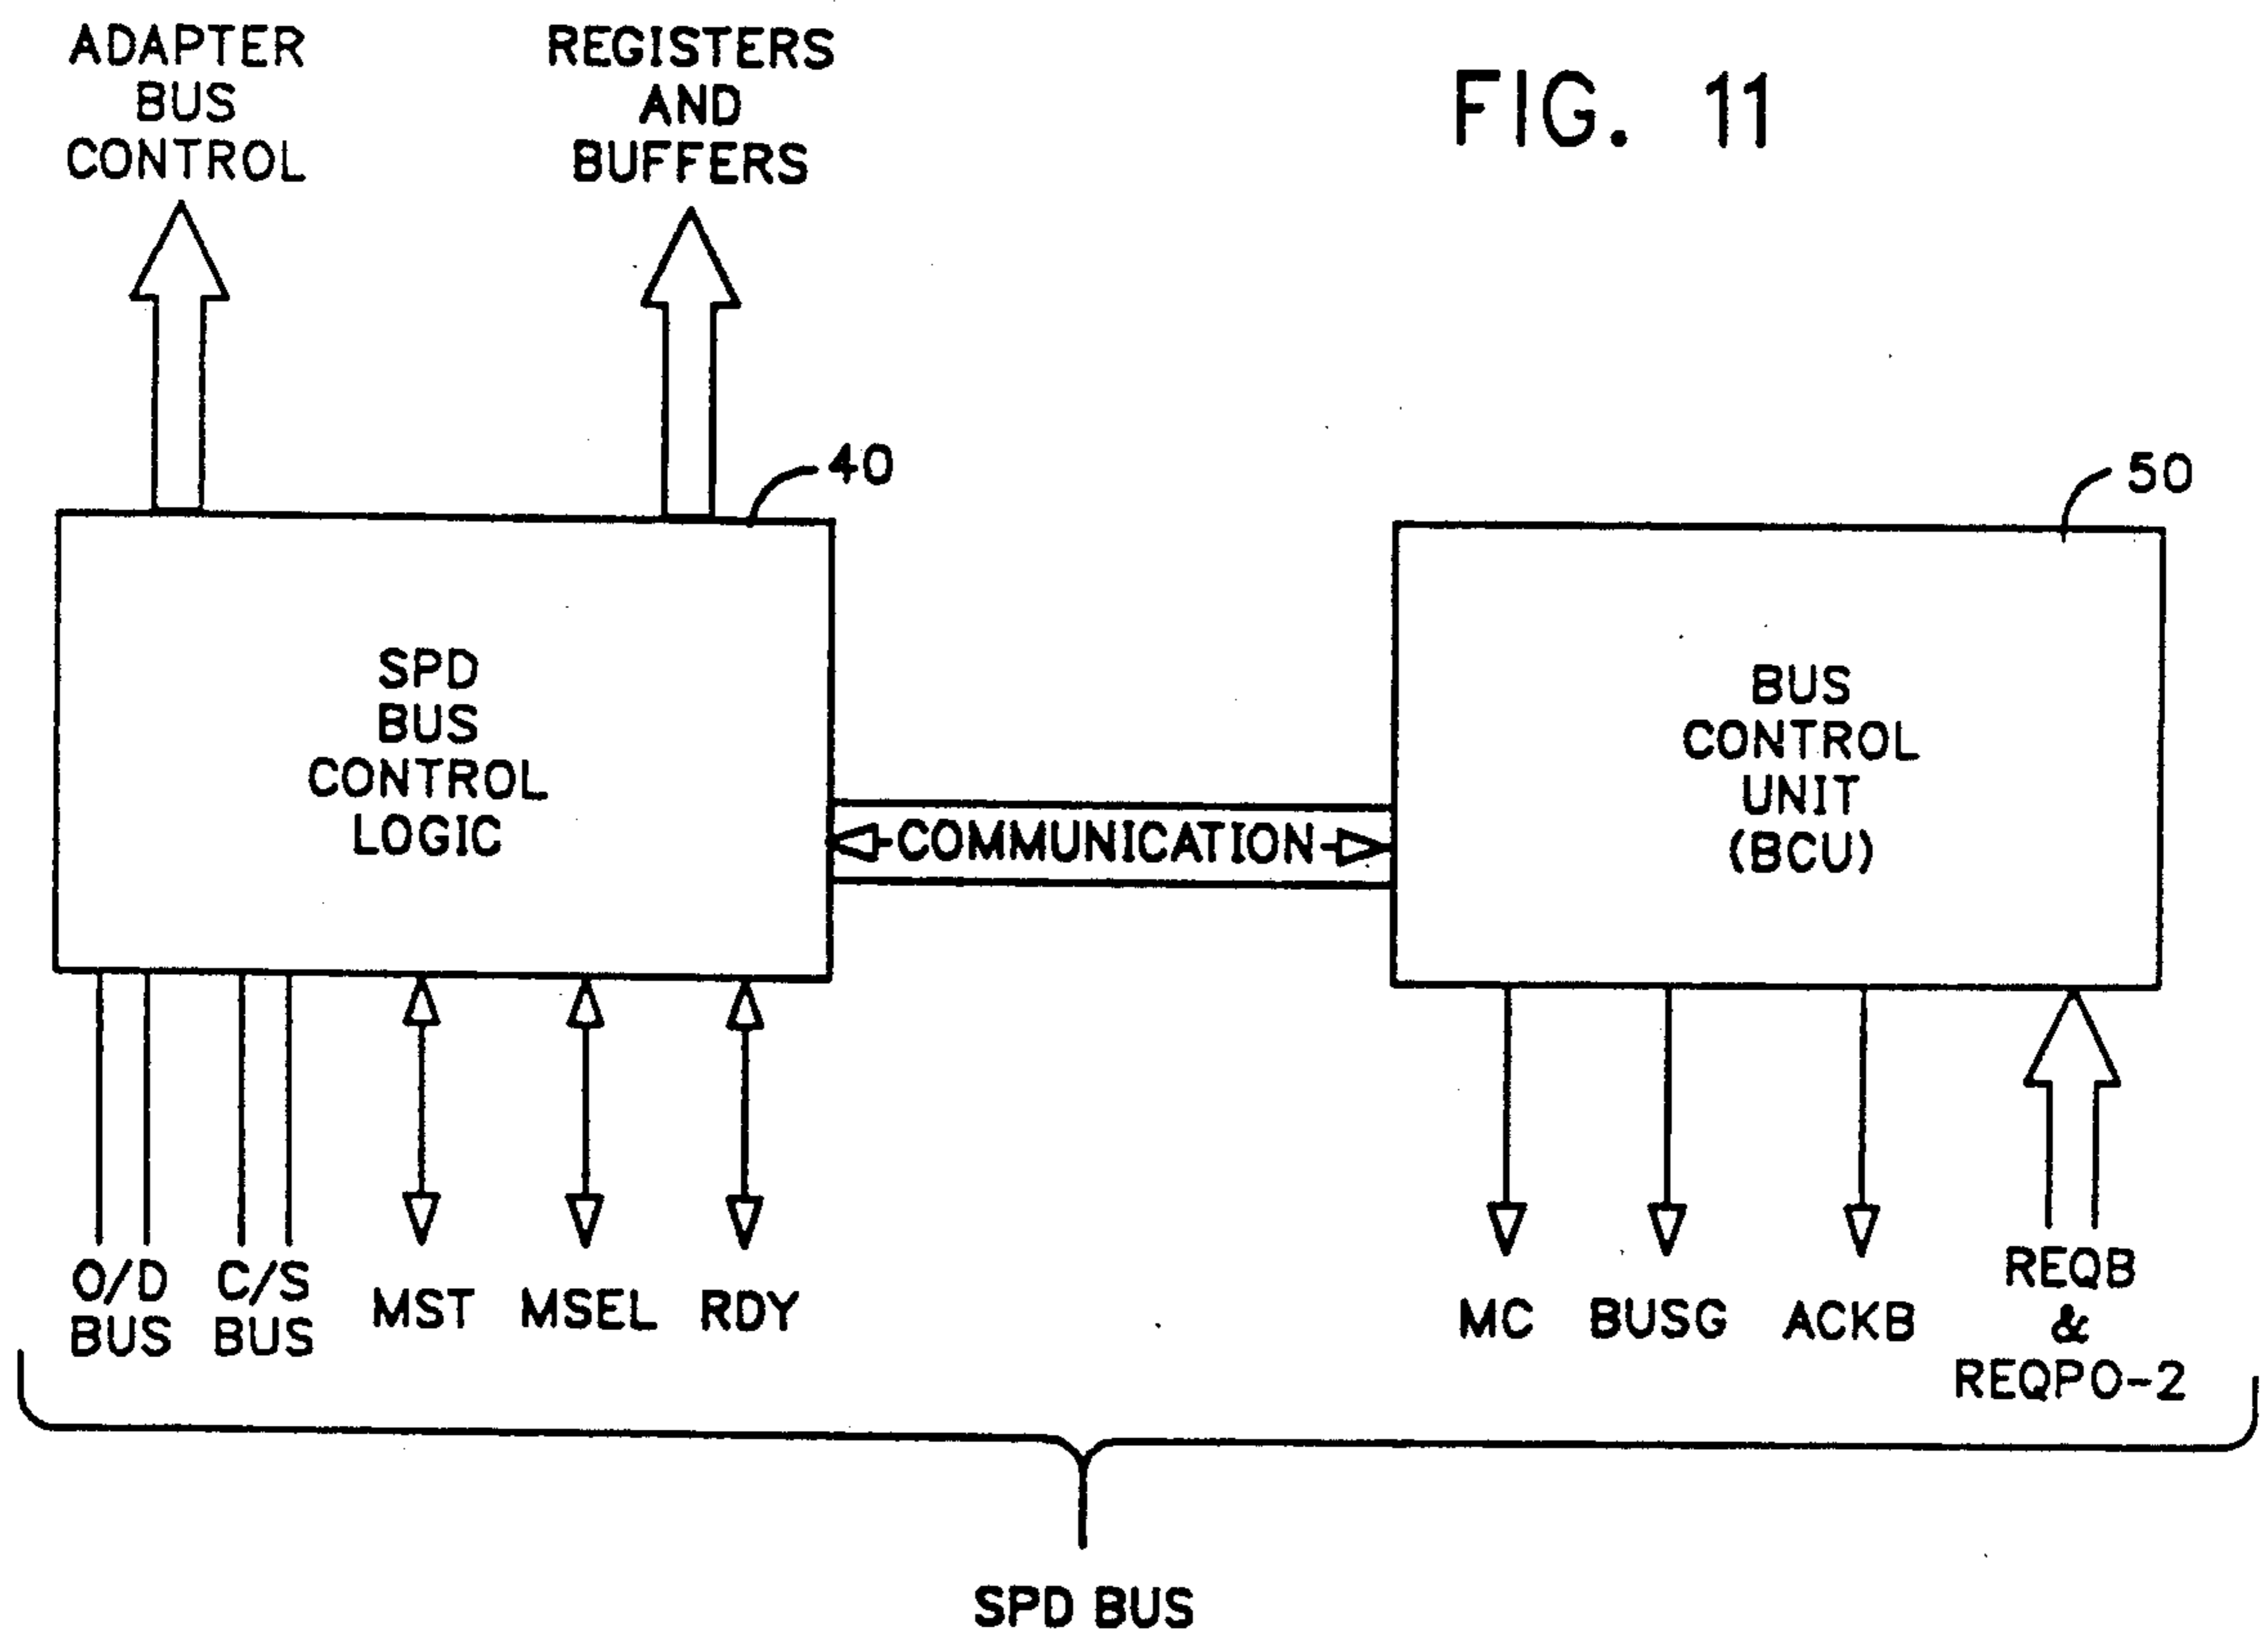 ADAPTER
BUS
CONTROL
REGISTERS
AND
BUFFERS
FIG. 11
40
50
SPD
BUS
CONTROL
LOGIC
COMMUNICATION
BUS
CONTROL
UNIT
(BCU)
O/D
BUS
C/S
BUS
MST
MSEL
RDY
MC
BUSG
ACKB
REQB
&
REQPO-2
SPD BUS